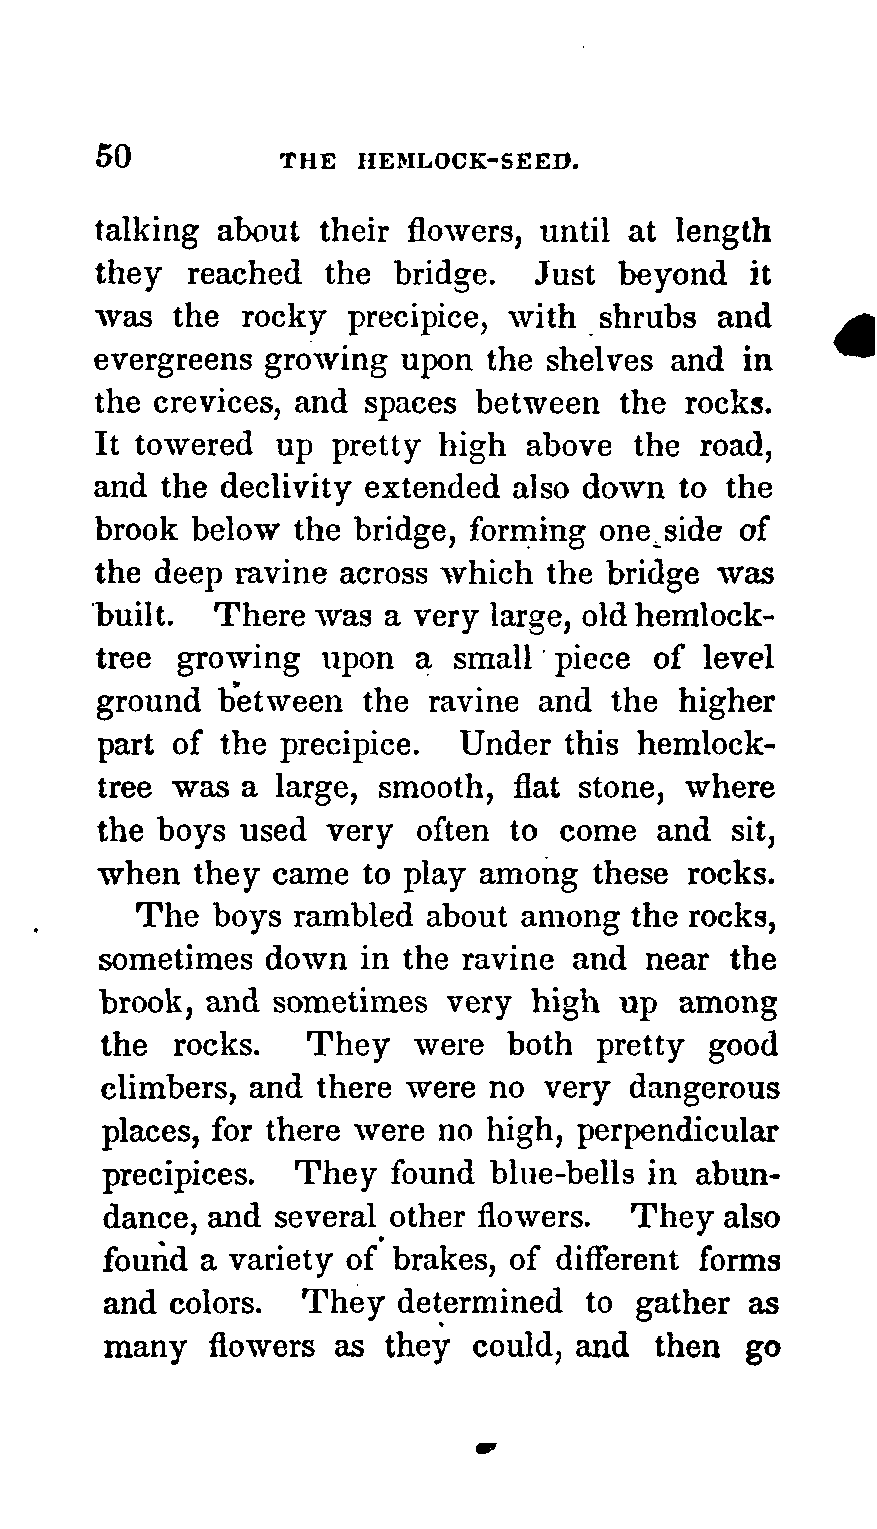 50 THE HEMLOCK-SEED.
talking about their flowers, until at length
they reached the bridge. Just beyond it
was the rocky precipice, with shrubs and
evergreens growing upon the shelves and in
the crevices, and spaces between the rocks.
It towered up pretty high above the road,
and the declivity extended also down to the
brook below the bridge, forming one side of
the deep ravine across which the bridge was
built. There was a very large, old hemlock-
tree growing upon a small piece of level
ground between the ravine and the higher
part of the precipice. Under this hemlock-
tree was a large, smooth, flat stone, where
the boys used very often to come and sit,
when they came to play among these rocks.
The boys rambled about among the rocks,
sometimes down in the ravine and near the
brook, and sometimes very high up among
the rocks. They were both pretty good
climbers, and there were no very dangerous
places, for there were no high, perpendicular
precipices. They found blue-bells in abun-
dance, and several other flowers. They also
found a variety of brakes, of different forms
and colors. They determined to gather as
many flowers as they could, and then go